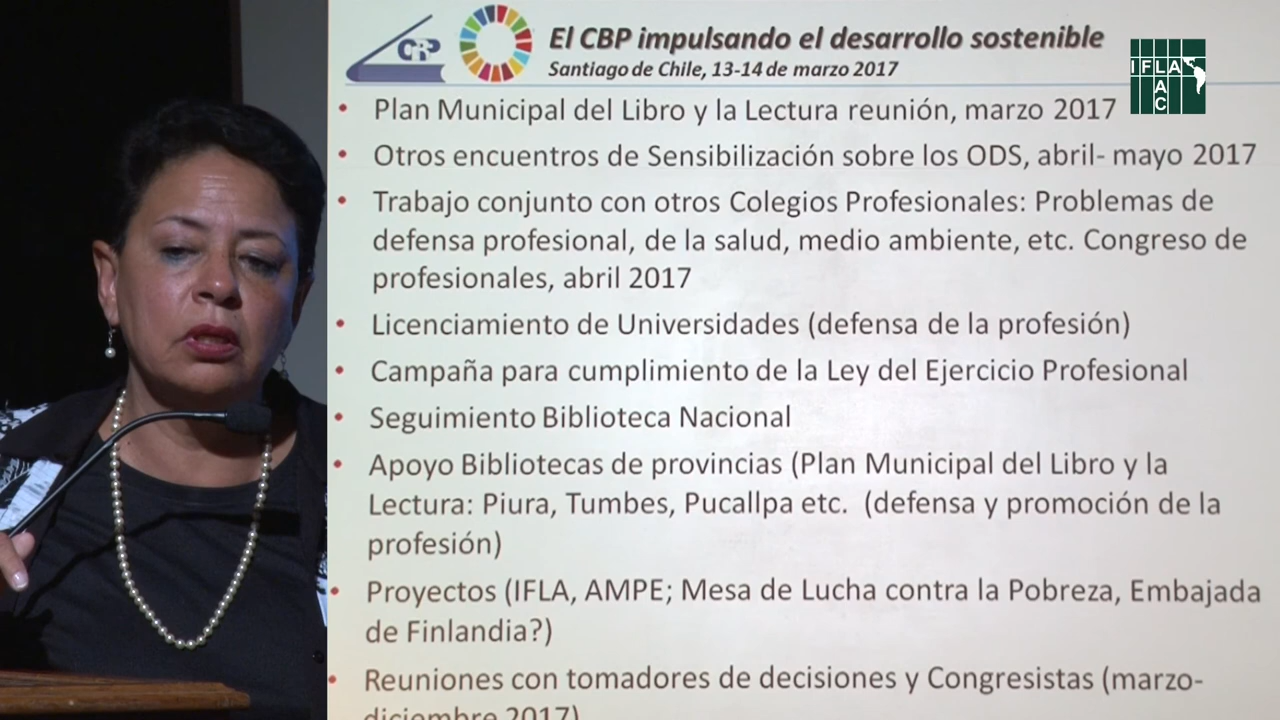 CBP
El CBP impulsando el desarrollo sostenible
Santiago de Chile, 13-14 de marzo 2017
IFLA
LAC
• Plan Municipal del Libro y la Lectura reunión, marzo 2017
• Otros encuentros de Sensibilización sobre los ODS, abril- mayo 2017
• Trabajo conjunto con otros Colegios Profesionales: Problemas de
defensa profesional, de la salud, medio ambiente, etc. Congreso de
profesionales, abril 2017
• Licenciamiento de Universidades (defensa de la profesión)
• Campaña para cumplimiento de la Ley del Ejercicio Profesional
• Seguimiento Biblioteca Nacional
• Apoyo Bibliotecas de provincias (Plan Municipal del Libro y la
Lectura: Piura, Tumbes, Pucallpa etc. (defensa y promoción de la
profesión)
• Proyectos (IFLA, AMPE; Mesa de Lucha contra la Pobreza, Embajada
de Finlandia?)
• Reuniones con tomadores de decisiones y Congresistas (marzo-
diciembre 2017)